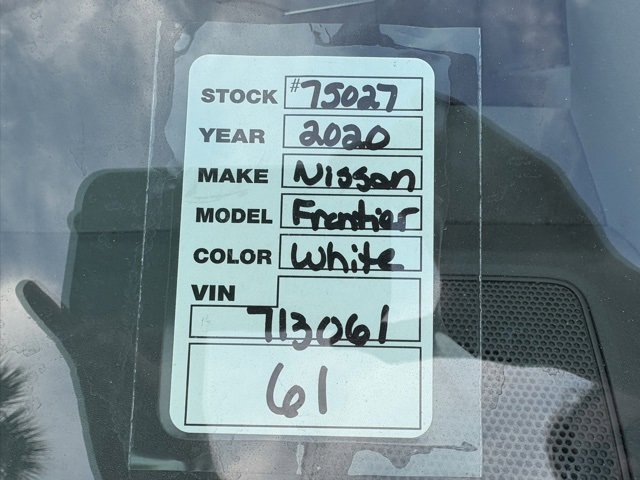 STOCK #75027
YEAR 2020
MAKE Nissan
MODEL Frontier
COLOR White
VIN
713061
61